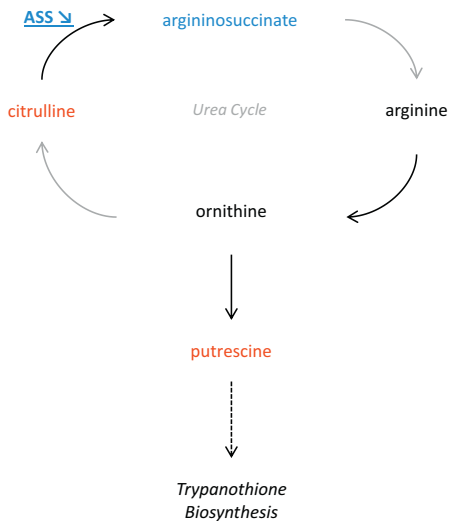 ASS ↘ argininosuccinate
citrulline
Urea Cycle
arginine
ornithine
putrescine
Trypanothione
Biosynthesis